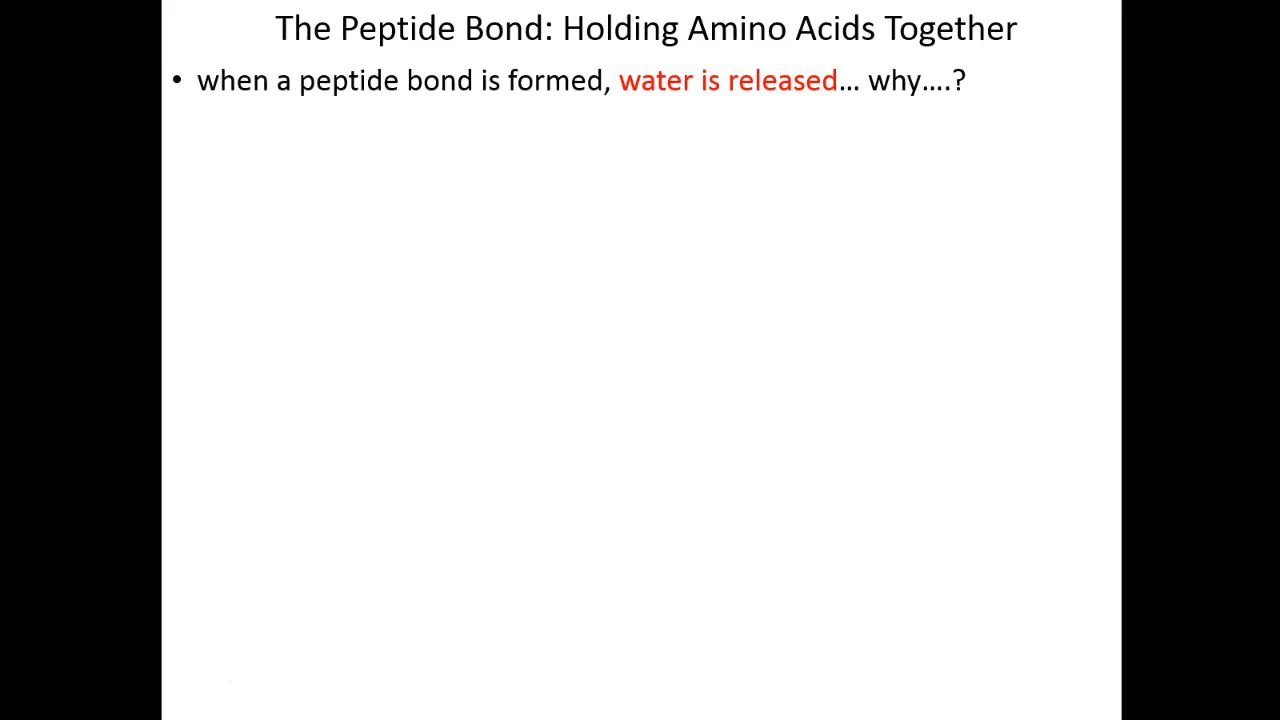 The Peptide Bond: Holding Amino Acids Together
• when a peptide bond is formed, water is released… why….?